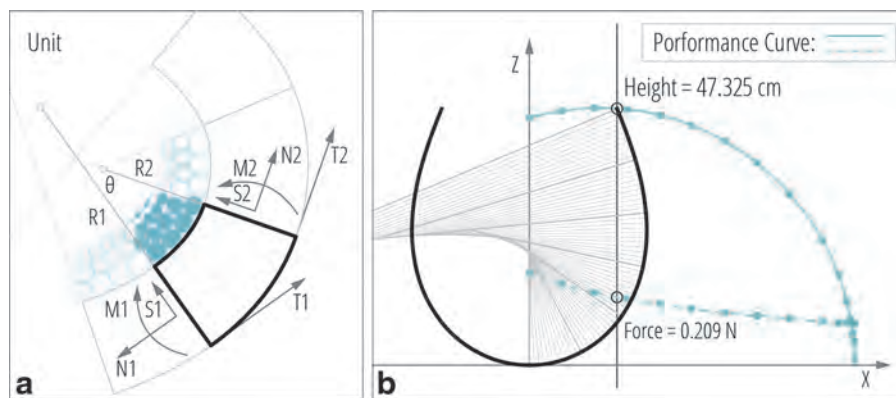 Unit
R2
θ
R1
M2
N2
S2
T2
M1
S1
T1
N1
a
Porformance Curve:
Z
Height = 47.325 cm
Force = 0.209 N
X
b